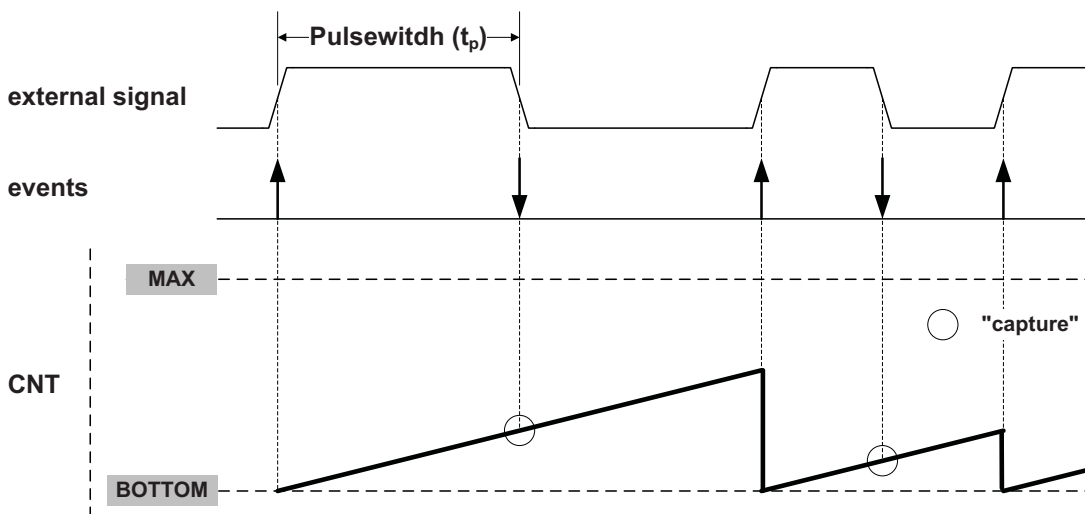 Pulsewitdh (tp)
external signal
events
MAX
"capture"
CNT
BOTTOM